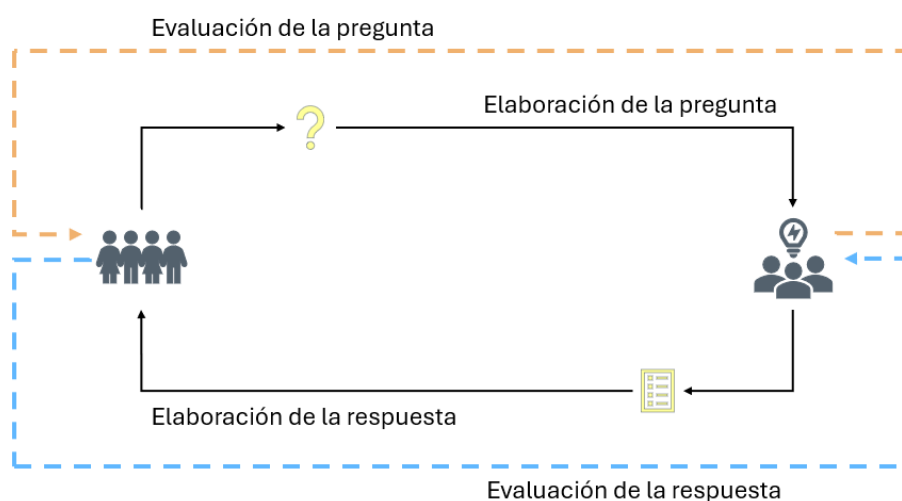 Evaluación de la pregunta
Elaboración de la pregunta
Elaboración de la respuesta
Evaluación de la respuesta